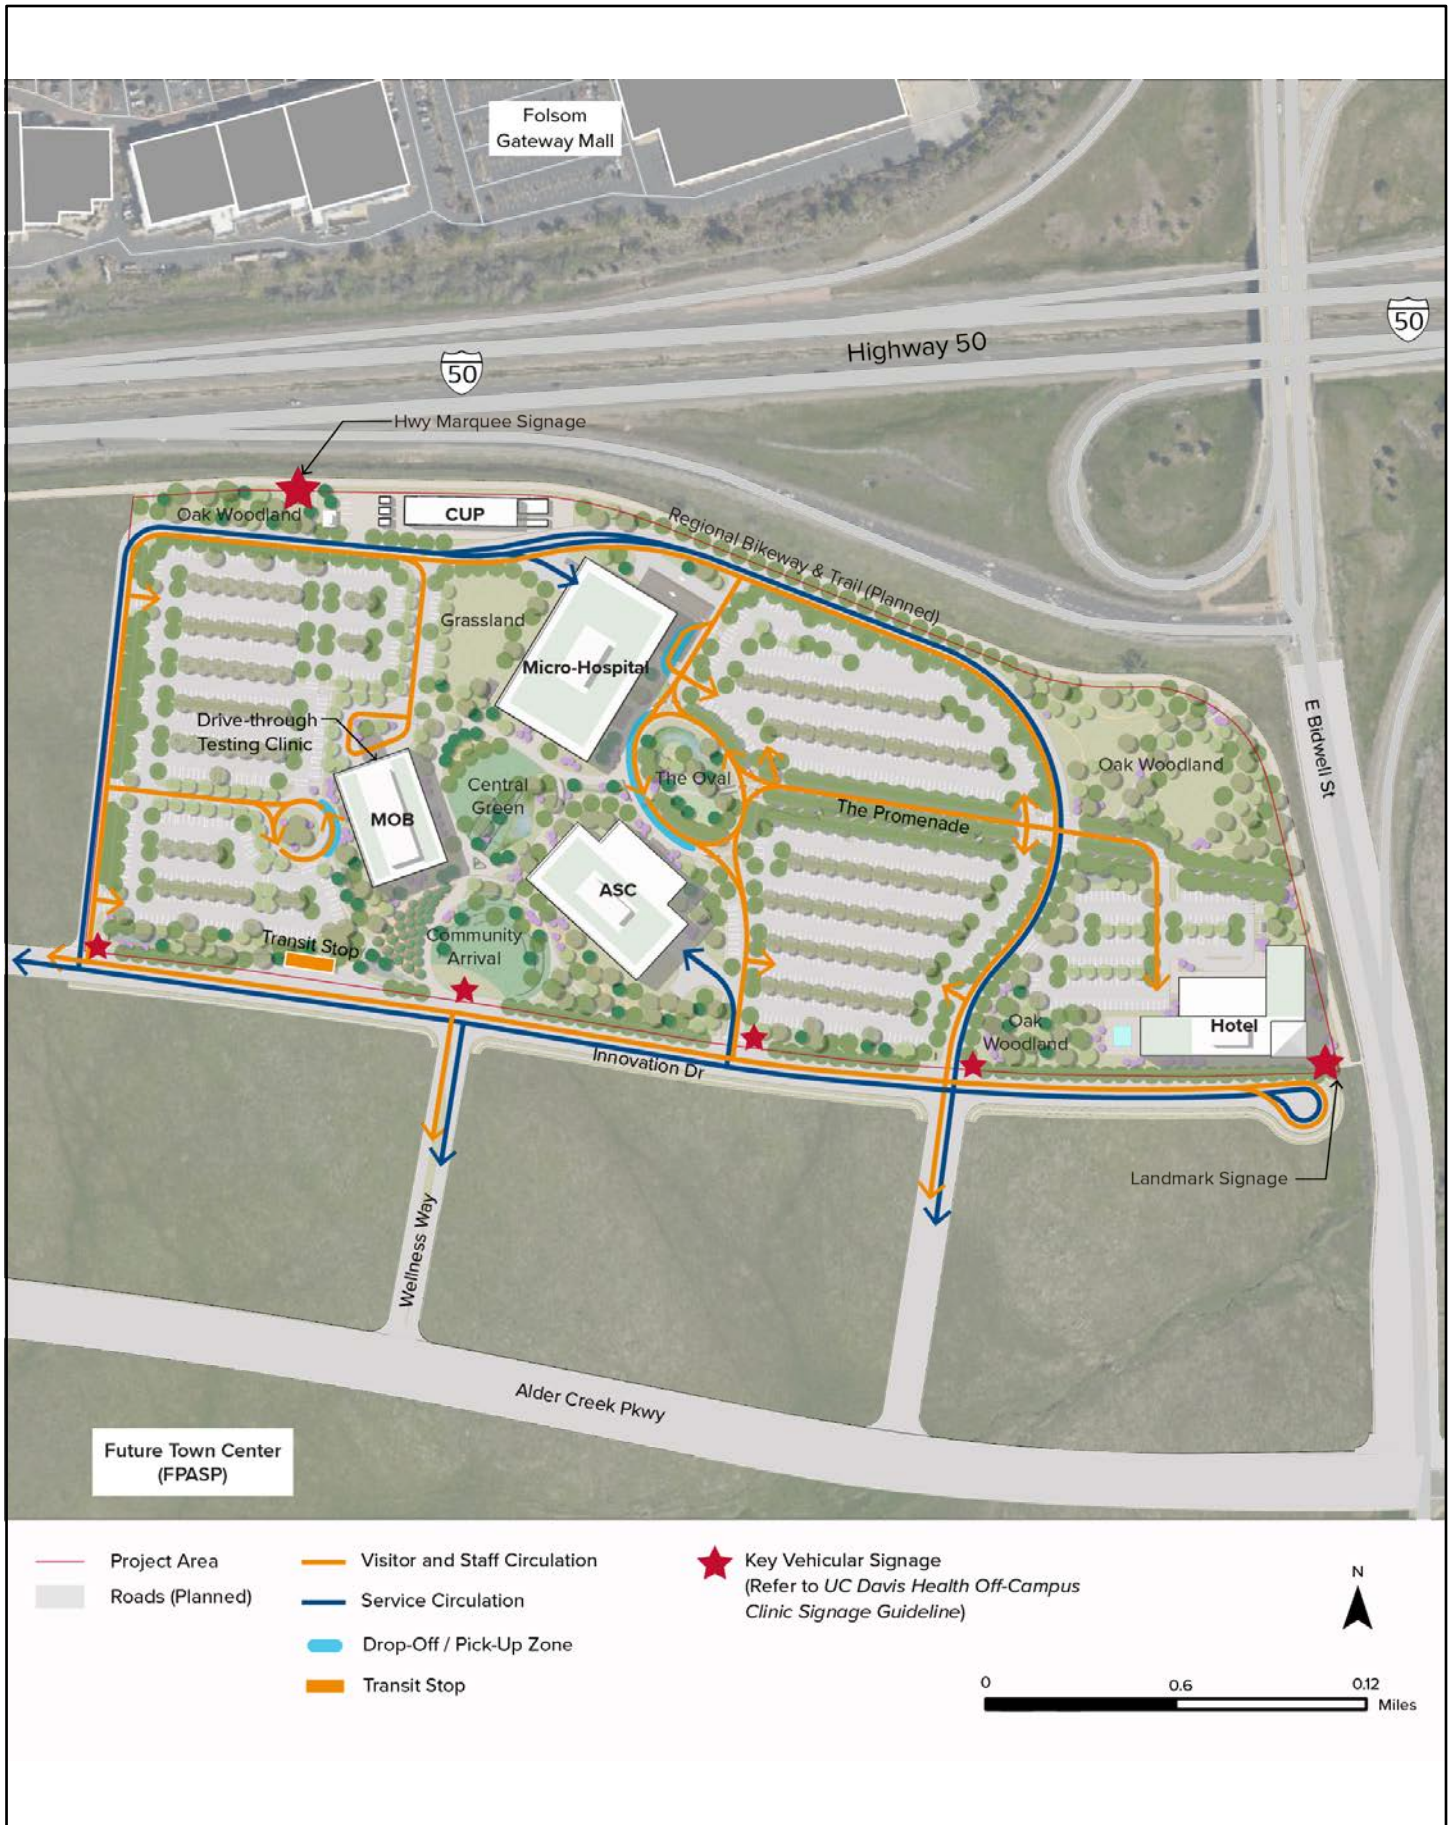 Folsom
Gateway Mall
50
Highway 50
50
Hwy Marquee Signage
Oak Woodland
CUP
Regional Bikeway & Trail (Planned)
Grassland
Micro-Hospital
E Bidwell St
Drive-through
Testing Clinic
Oak Woodland
Central
Green
The Oval
MOB
The Promenade
ASC
Transit Stop
Community
Arrival
Oak
Woodland
Hotel
Innovation Dr
Landmark Signage
Wellness Way
Alder Creek Pkwy
Future Town Center
(FPASP)
Project Area
Roads (Planned)
Visitor and Staff Circulation
Service Circulation
Drop-Off / Pick-Up Zone
Transit Stop
Key Vehicular Signage
(Refer to UC Davis Health Off-Campus
Clinic Signage Guideline)
N
0 0.6 0.12
Miles